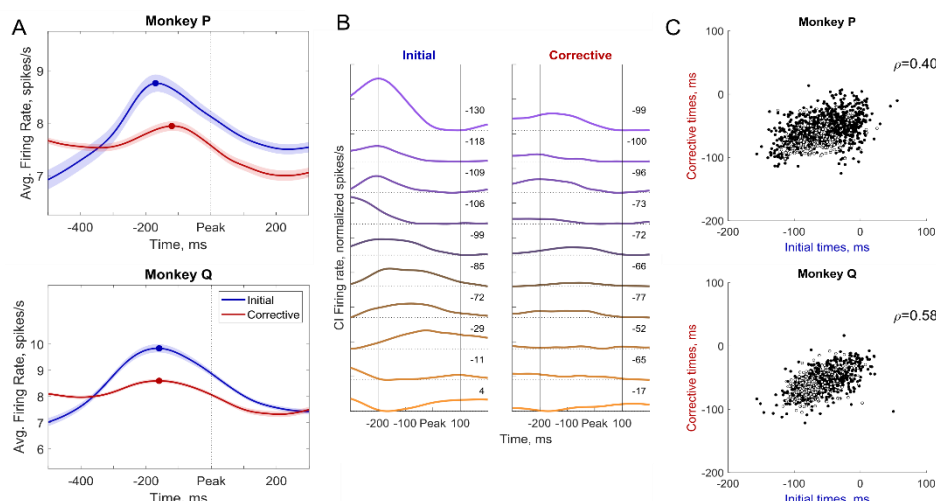 A
Monkey P
Avg. Firing Rate, spikes/s
9
8
7
-400 -200 Peak 200
Time, ms
Monkey Q
Avg. Firing Rate, spikes/s
10
9
8
7
6
Initial
Corrective
-400 -200 Peak 200
Time, ms
B
Initial Corrective
CI Firing rate, normalized spikes/s
-130 -99
-118 -100
-109 -96
-106 -73
-99 -72
-85 -66
-72 -77
-29 -52
-11 -65
4 -17
-200 -100 Peak 100 -200 -100 Peak 100
Time, ms
C
Monkey P
Corrective times, ms
100
0
-100
-200
ρ=0.40
-200 -100 0 100
Initial times, ms
Monkey Q
Corrective times, ms
100
0
-100
-200
ρ=0.58
-200 -100 0 100
Initial times, ms